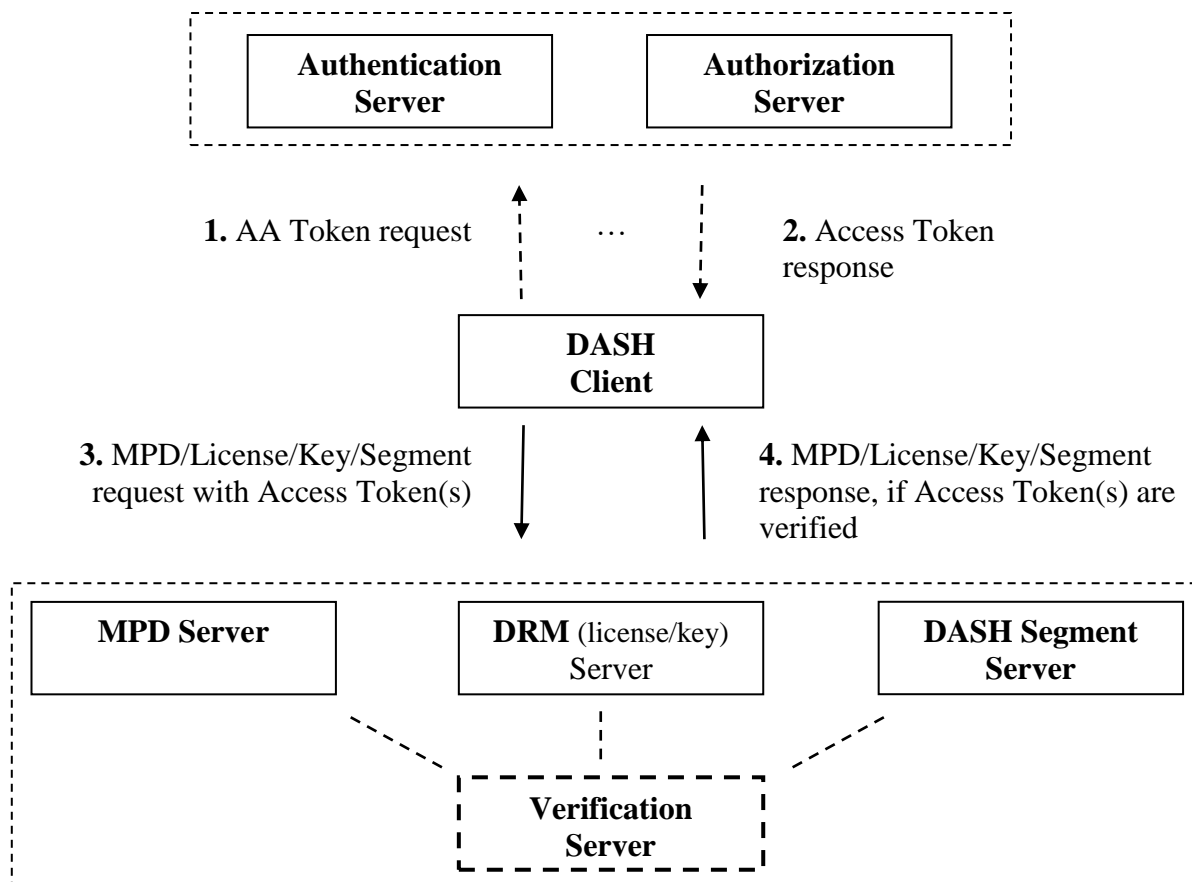 Authentication
Server
Authorization
Server
1. AA Token request
...
2. Access Token
response
DASH
Client
3. MPD/License/Key/Segment
request with Access Token(s)
4. MPD/License/Key/Segment
response, if Access Token(s) are
verified
MPD Server
DRM (license/key)
Server
DASH Segment
Server
Verification
Server